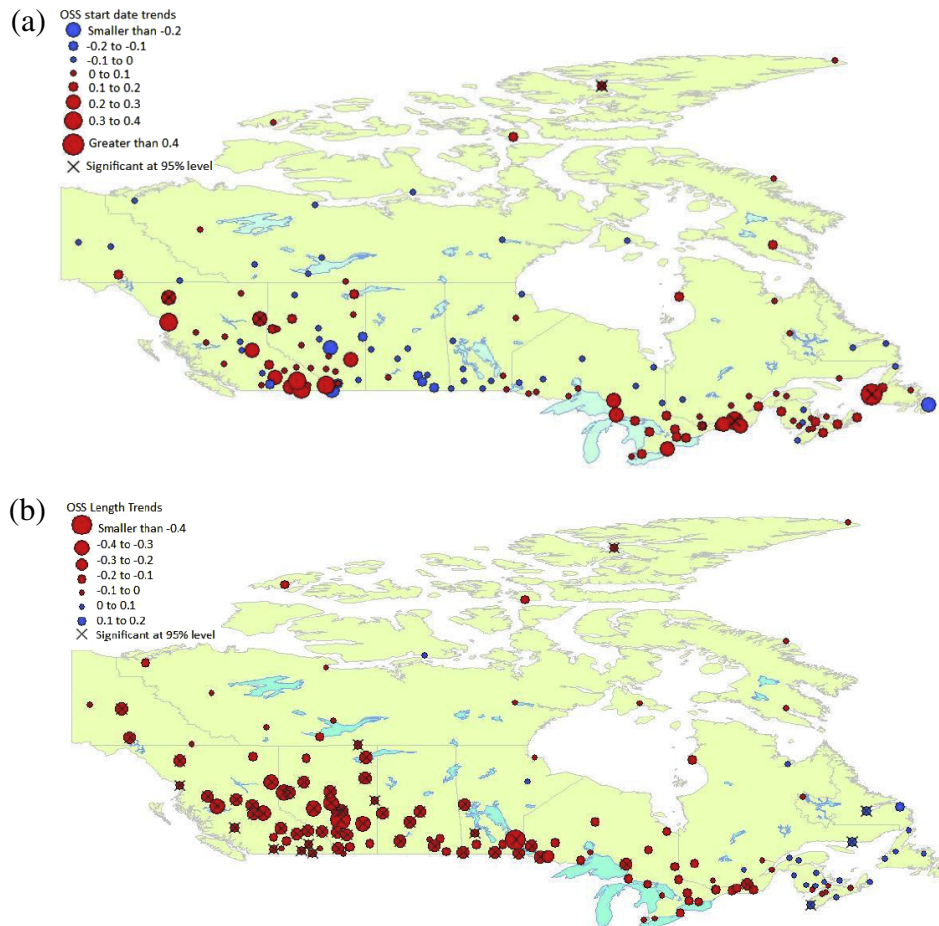 (a)
OSS start date trends
Smaller than -0.2
-0.2 to -0.1
-0.1 to 0
0 to 0.1
0.1 to 0.2
0.2 to 0.3
0.3 to 0.4
Greater than 0.4
Significant at 95% level
(b)
OSS Length Trends
Smaller than -0.4
-0.4 to -0.3
-0.3 to -0.2
-0.2 to -0.1
-0.1 to 0
0 to 0.1
0.1 to 0.2
Significant at 95% level